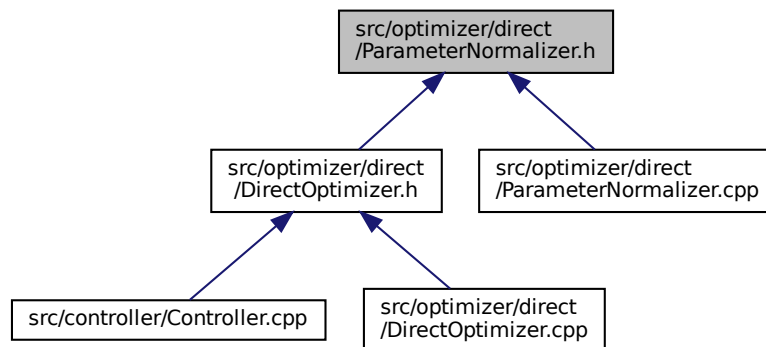 src/optimizer/direct
/ParameterNormalizer.h
src/optimizer/direct
/DirectOptimizer.h
src/optimizer/direct
/ParameterNormalizer.cpp
src/controller/Controller.cpp
src/optimizer/direct
/DirectOptimizer.cpp